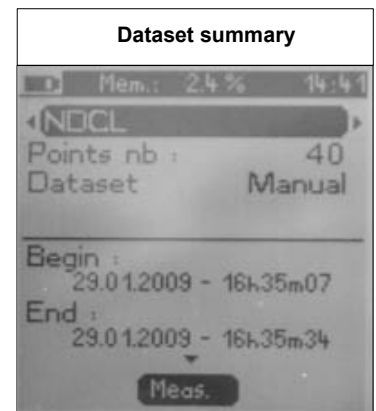 Dataset summary
Mem.: 2.4 % 14:41
NDCL
Points nb : 40
Dataset Manual
Begin :
29.01.2009 - 16h35m07
End :
29.01.2009 - 16h35m34
Meas.